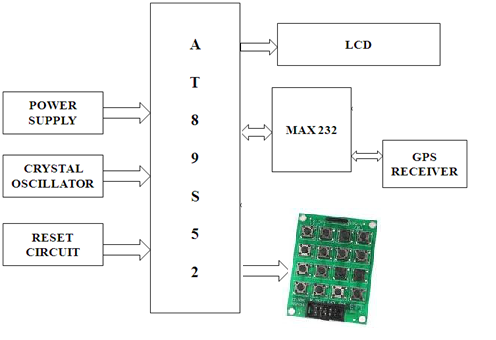 A
T
8
9
S
5
2
LCD
POWER
SUPPLY
MAX 232
CRYSTAL
OSCILLATOR
GPS
RECEIVER
RESET
CIRCUIT